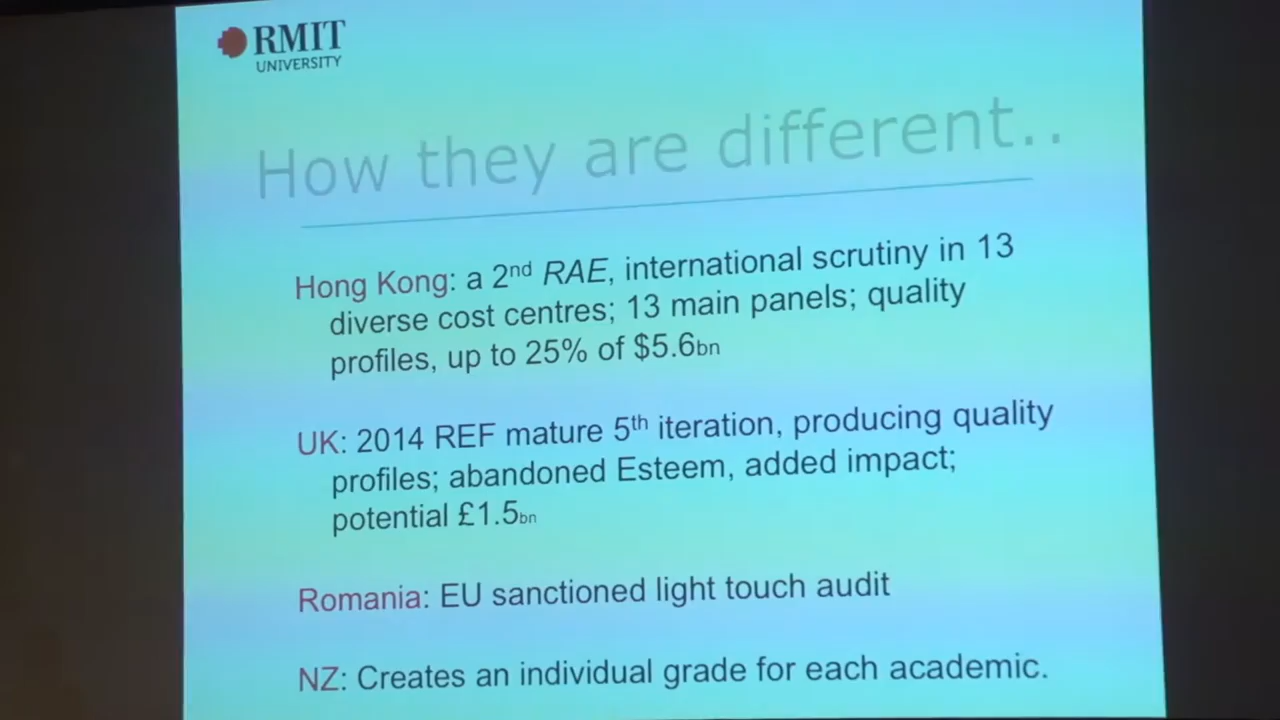 RMIT
UNIVERSITY
How they are different..
Hong Kong: a 2nd RAE, international scrutiny in 13
diverse cost centres; 13 main panels; quality
profiles, up to 25% of $5.6bn
UK: 2014 REF mature 5th iteration, producing quality
profiles; abandoned Esteem, added impact;
potential £1.5bn
Romania: EU sanctioned light touch audit
NZ: Creates an individual grade for each academic.